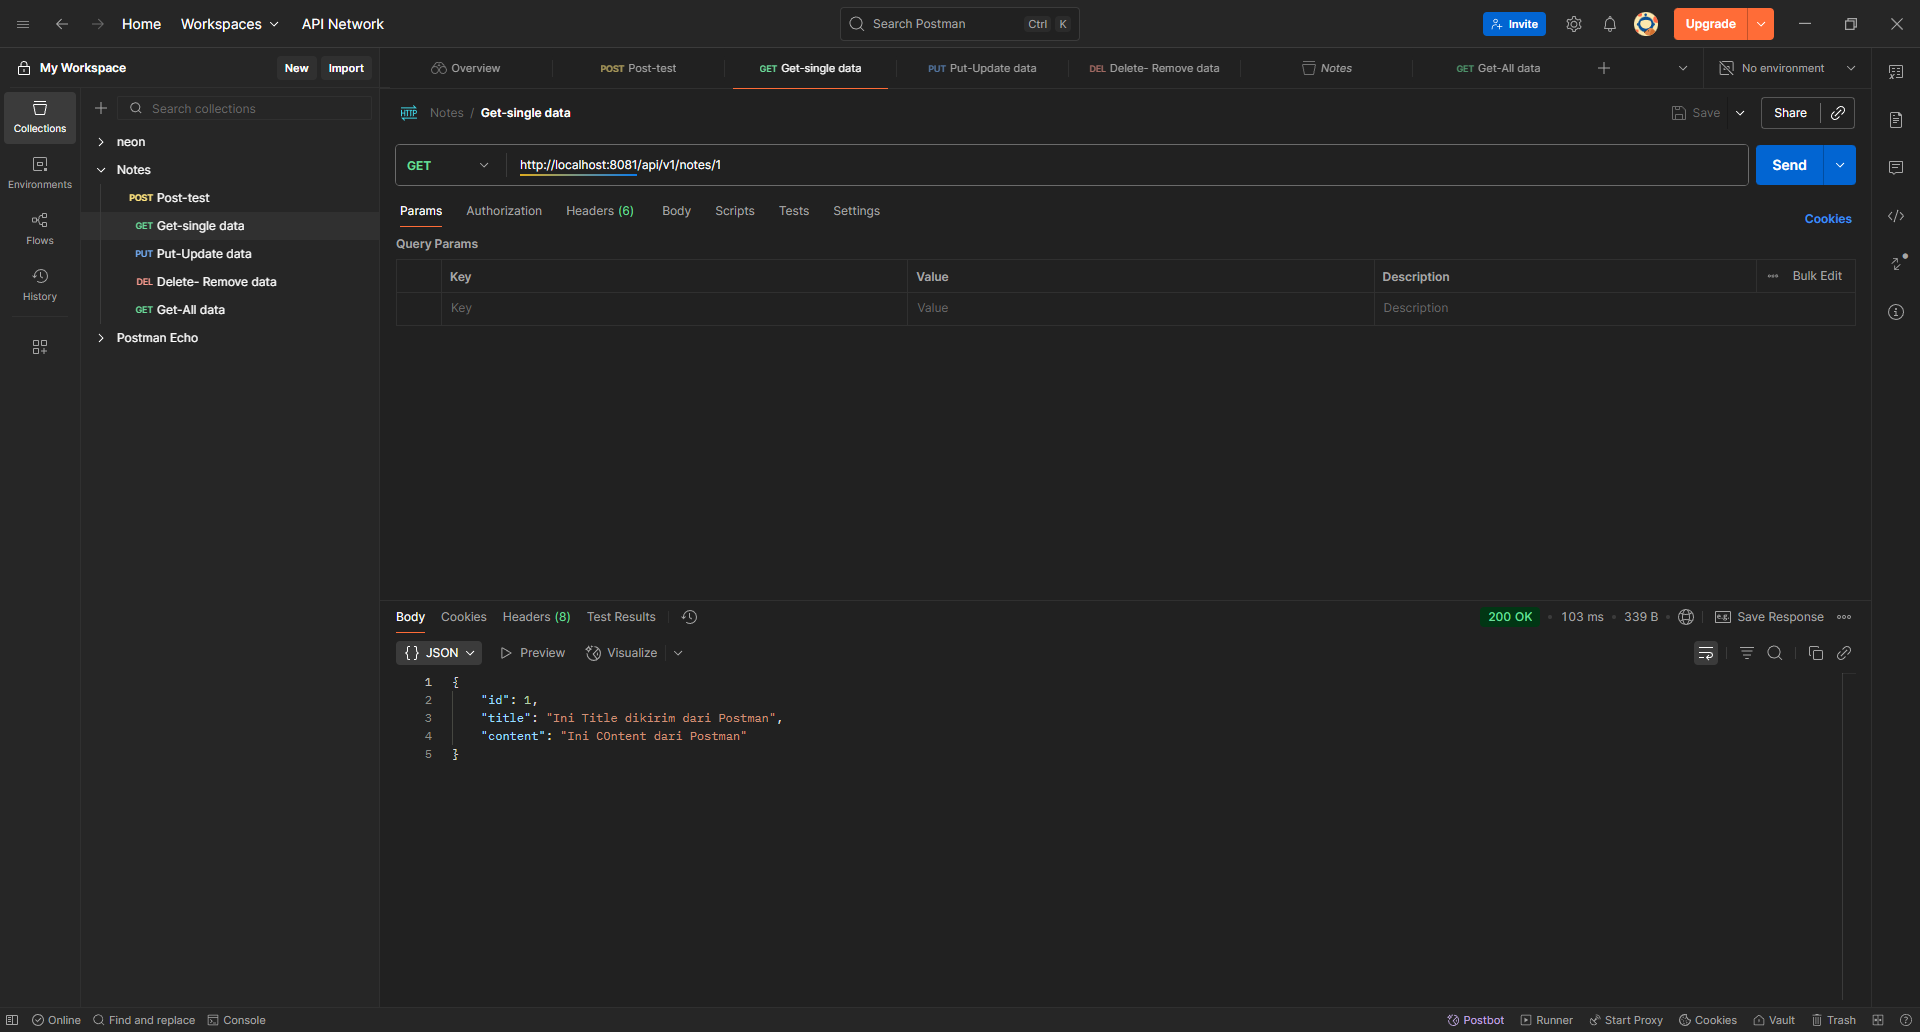 Home Workspaces API Network Search Postman Ctrl K Invite Upgrade
My Workspace New Import Overview POST Post-test GET Get-single data PUT Put-Update data DEL Delete- Remove data Notes GET Get-All data No environment
Collections
Environments
Flows
History
Search collections
neon
Notes
POST Post-test
GET Get-single data
PUT Put-Update data
DEL Delete- Remove data
GET Get-All data
Postman Echo
HTTP Notes / Get-single data Save Share
GET http://localhost:8081/api/v1/notes/1 Send
Params Authorization Headers (6) Body Scripts Tests Settings Cookies
Query Params
Key Value Description Bulk Edit
Key Value Description
Body Cookies Headers (8) Test Results 200 OK 103 ms 339 B e.g. Save Response
{ } JSON Preview Visualize
1 {
2 "id": 1,
3 "title": "Ini Title dikirim dari Postman",
4 "content": "Ini COntent dari Postman"
5 }
Online Find and replace Console Postbot Runner Start Proxy Cookies Vault Trash